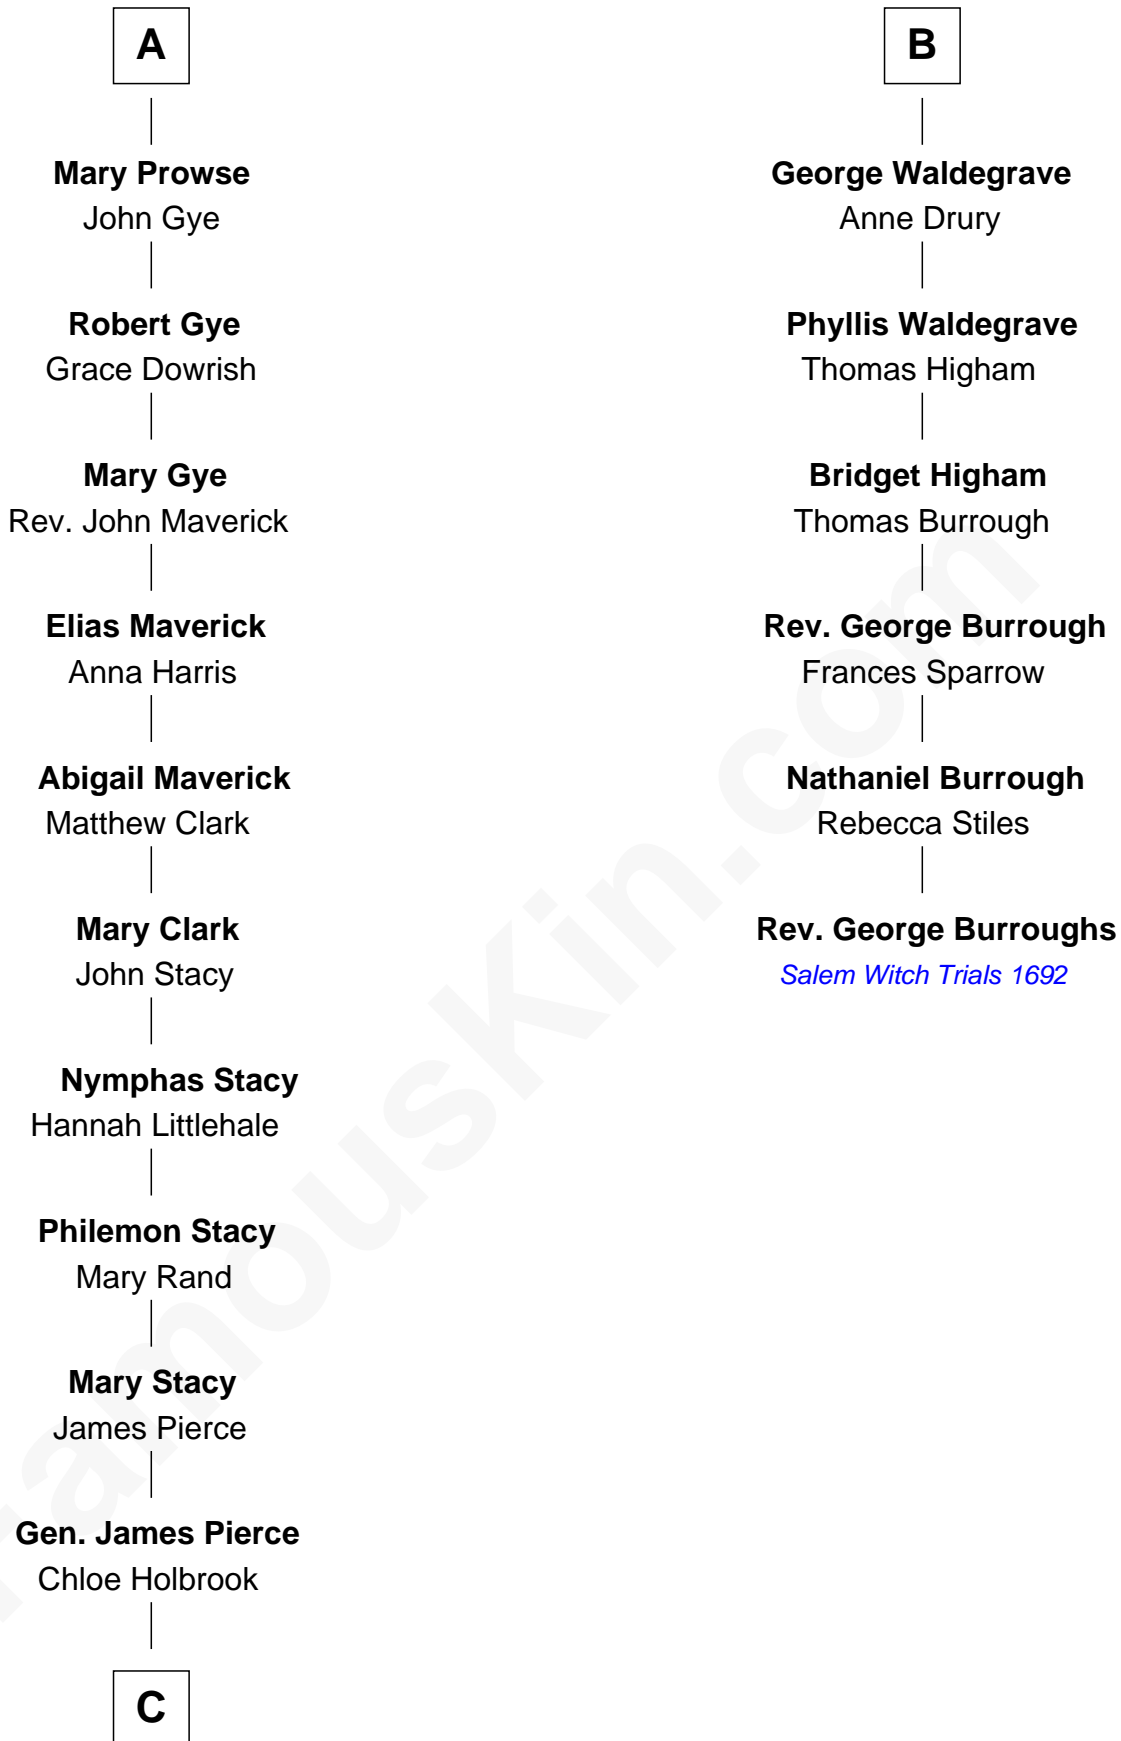 A
Mary Prowse
John Gye
Robert Gye
Grace Dowrish
Mary Gye
Rev. John Maverick
Elias Maverick
Anna Harris
Abigail Maverick
Matthew Clark
Mary Clark
John Stacy
Nymphas Stacy
Hannah Littlehale
Philemon Stacy
Mary Rand
Mary Stacy
James Pierce
Gen. James Pierce
Chloe Holbrook
C
B
George Waldegrave
Anne Drury
Phyllis Waldegrave
Thomas Higham
Bridget Higham
Thomas Burrough
Rev. George Burrough
Frances Sparrow
Nathaniel Burrough
Rebecca Stiles
Rev. George Burroughs
Salem Witch Trials 1692
FamousKin.com